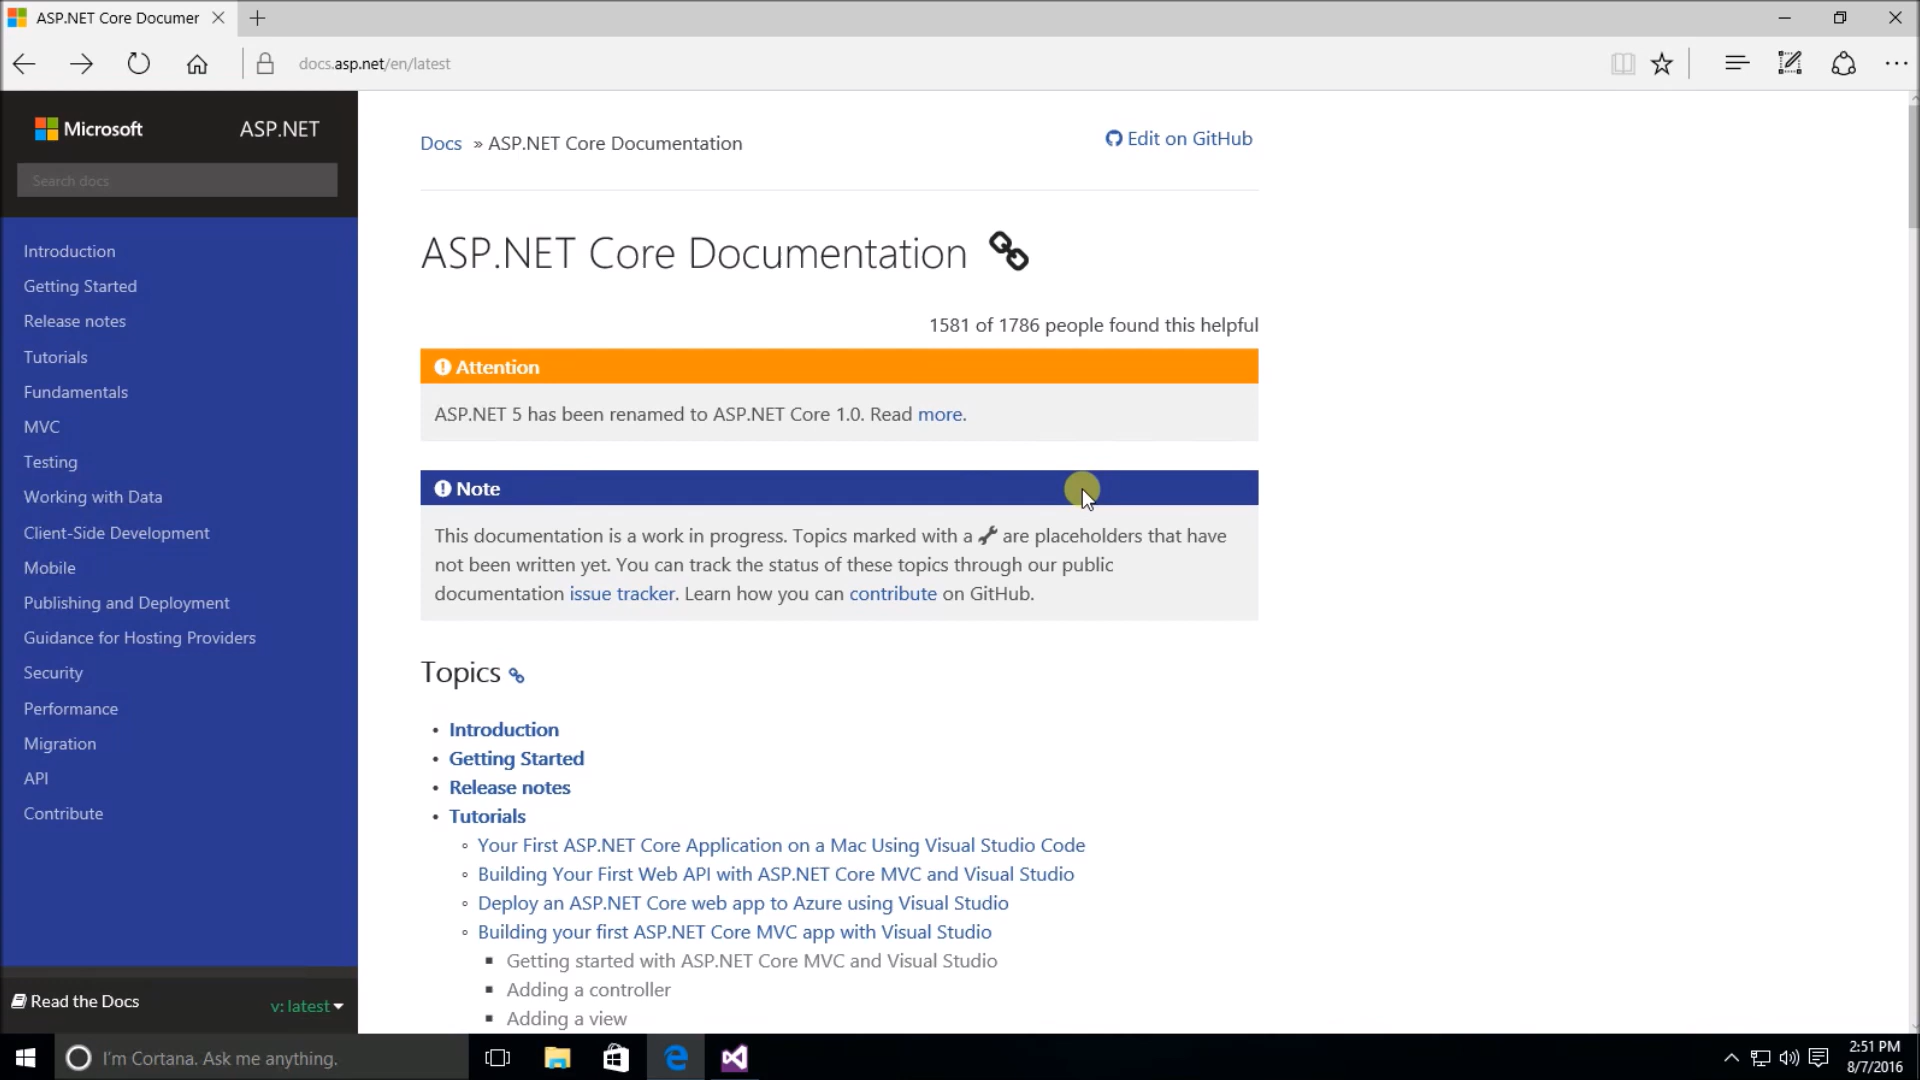 ASP.NET Core Documer
docs.asp.net/en/latest
Microsoft
ASP.NET
Search docs
Introduction
Getting Started
Release notes
Tutorials
Fundamentals
MVC
Testing
Working with Data
Client-Side Development
Mobile
Publishing and Deployment
Guidance for Hosting Providers
Security
Performance
Migration
API
Contribute
Read the Docs
v: latest
Docs » ASP.NET Core Documentation
Edit on GitHub
ASP.NET Core Documentation
1581 of 1786 people found this helpful
Attention
ASP.NET 5 has been renamed to ASP.NET Core 1.0. Read more.
Note
This documentation is a work in progress. Topics marked with a are placeholders that have
not been written yet. You can track the status of these topics through our public
documentation issue tracker. Learn how you can contribute on GitHub.
Topics
• Introduction
• Getting Started
• Release notes
• Tutorials
◦ Your First ASP.NET Core Application on a Mac Using Visual Studio Code
◦ Building Your First Web API with ASP.NET Core MVC and Visual Studio
◦ Deploy an ASP.NET Core web app to Azure using Visual Studio
◦ Building your first ASP.NET Core MVC app with Visual Studio
▪ Getting started with ASP.NET Core MVC and Visual Studio
▪ Adding a controller
▪ Adding a view
I'm Cortana. Ask me anything.
2:51 PM
8/7/2016